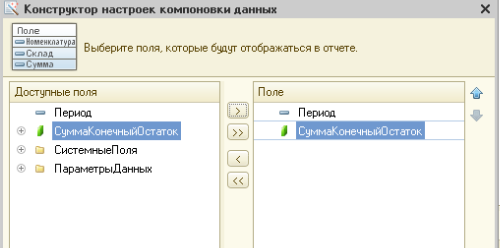 Конструктор настроек компоновки данных
Поле
Номенклатура
Склад
Сумма
Выберите поля, которые будут отображаться в отчете.
Доступные поля
Период
СуммаКонечныйОстаток
СистемныеПоля
ПараметрыДанных
>
>>
<
<<
Поле
Период
СуммаКонечныйОстаток